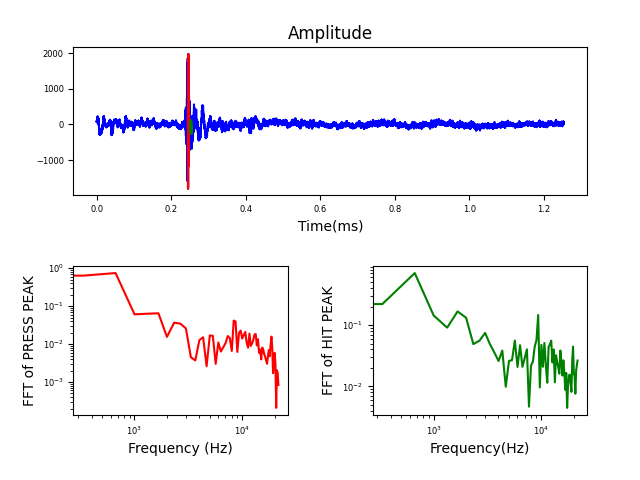 Amplitude
2000
1000
0
−1000
0.0 0.2 0.4 0.6 0.8 1.0 1.2
Time(ms)
FFT of PRESS PEAK
10⁰
10⁻¹
10⁻²
10⁻³
10³ 10⁴
Frequency (Hz)
FFT of HIT PEAK
10⁻¹
10⁻²
10³ 10⁴
Frequency(Hz)